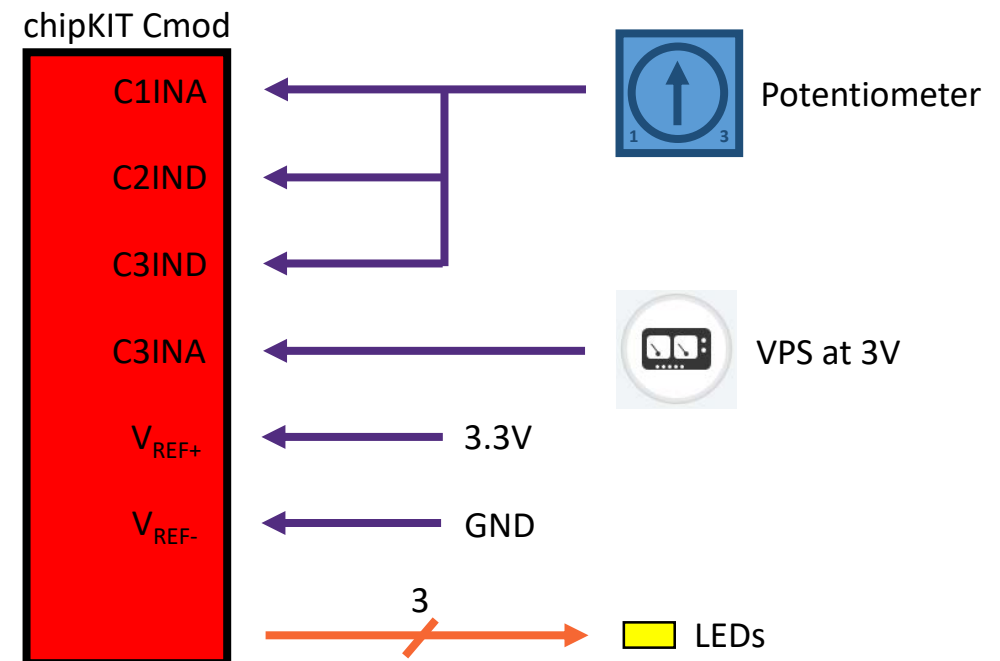 chipKIT Cmod
C1INA
Potentiometer
1 3
C2IND
C3IND
C3INA
VPS at 3V
VREF+
3.3V
VREF-
GND
3
LEDs